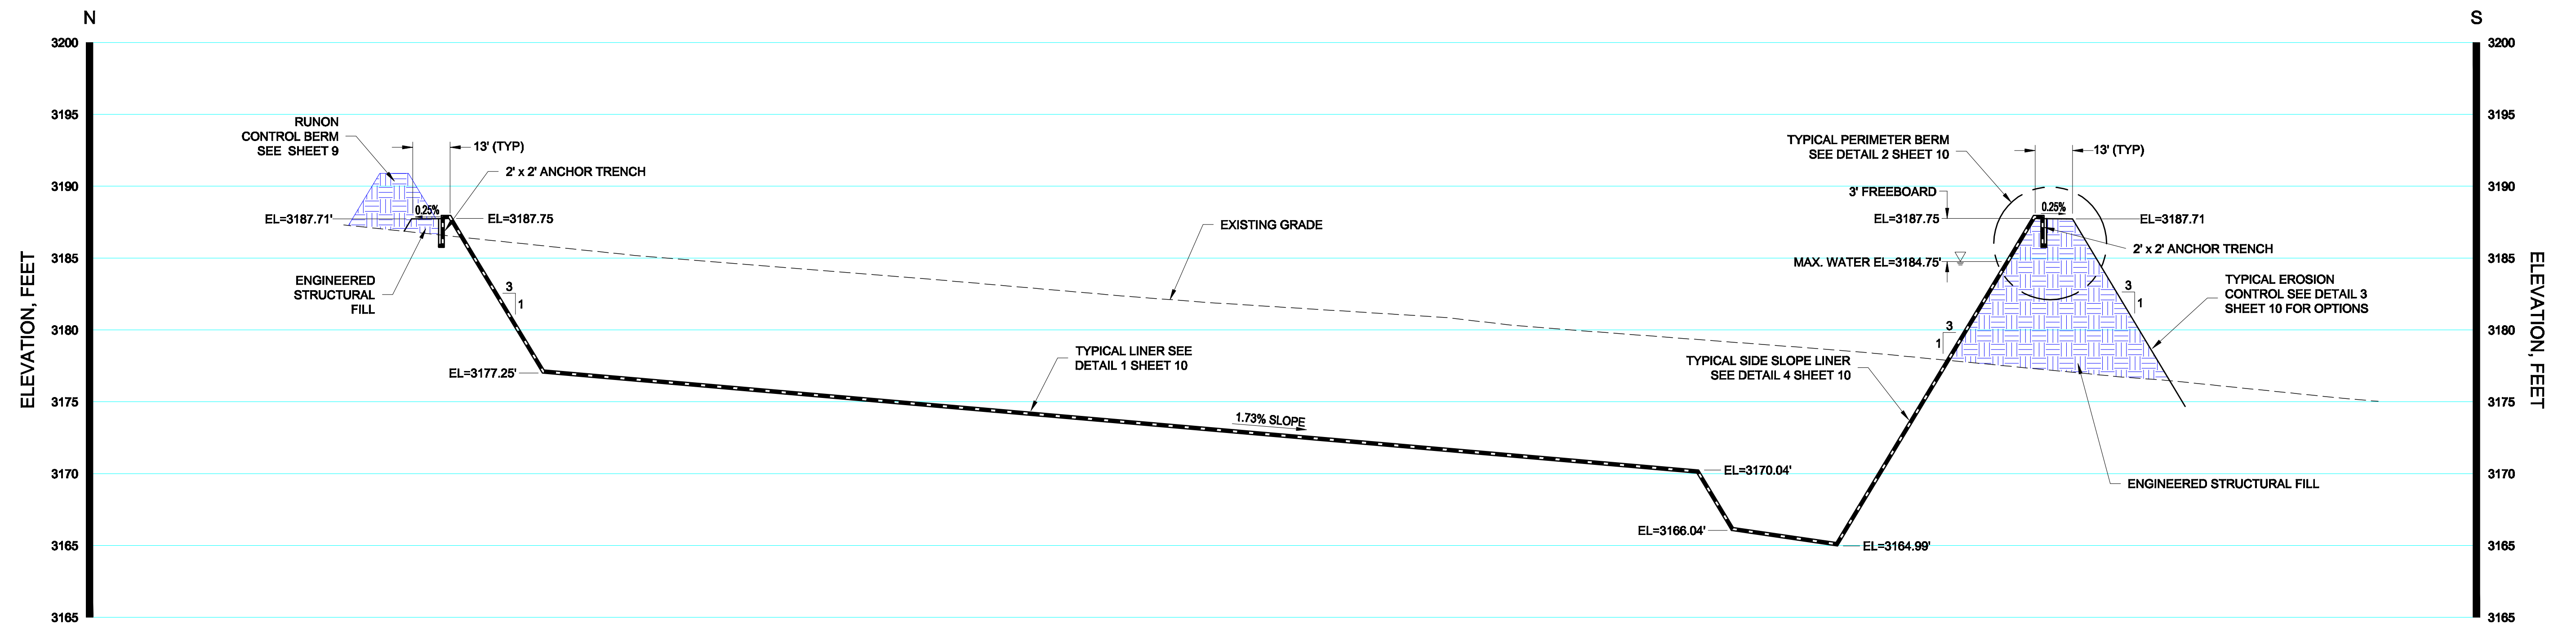 N
S
3200
3200
3195
3195
RUNON
CONTROL BERM
SEE SHEET 9
13' (TYP)
2' x 2' ANCHOR TRENCH
TYPICAL PERIMETER BERM
SEE DETAIL 2 SHEET 10
13' (TYP)
3190
3190
3' FREEBOARD
0.25%
0.25%
EL=3187.71'
EL=3187.75
EL=3187.75
EL=3187.71
EXISTING GRADE
2' x 2' ANCHOR TRENCH
3185
3185
MAX. WATER EL=3184.75'
ENGINEERED
STRUCTURAL
FILL
3
1
3
1
TYPICAL EROSION
CONTROL SEE DETAIL 3
SHEET 10 FOR OPTIONS
ELEVATION, FEET
ELEVATION, FEET
3180
3180
3
1
TYPICAL LINER SEE
DETAIL 1 SHEET 10
TYPICAL SIDE SLOPE LINER
SEE DETAIL 4 SHEET 10
EL=3177.25'
3175
3175
1.73% SLOPE
3170
3170
EL=3170.04'
ENGINEERED STRUCTURAL FILL
EL=3166.04'
EL=3164.99'
3165
3165
3165
3165